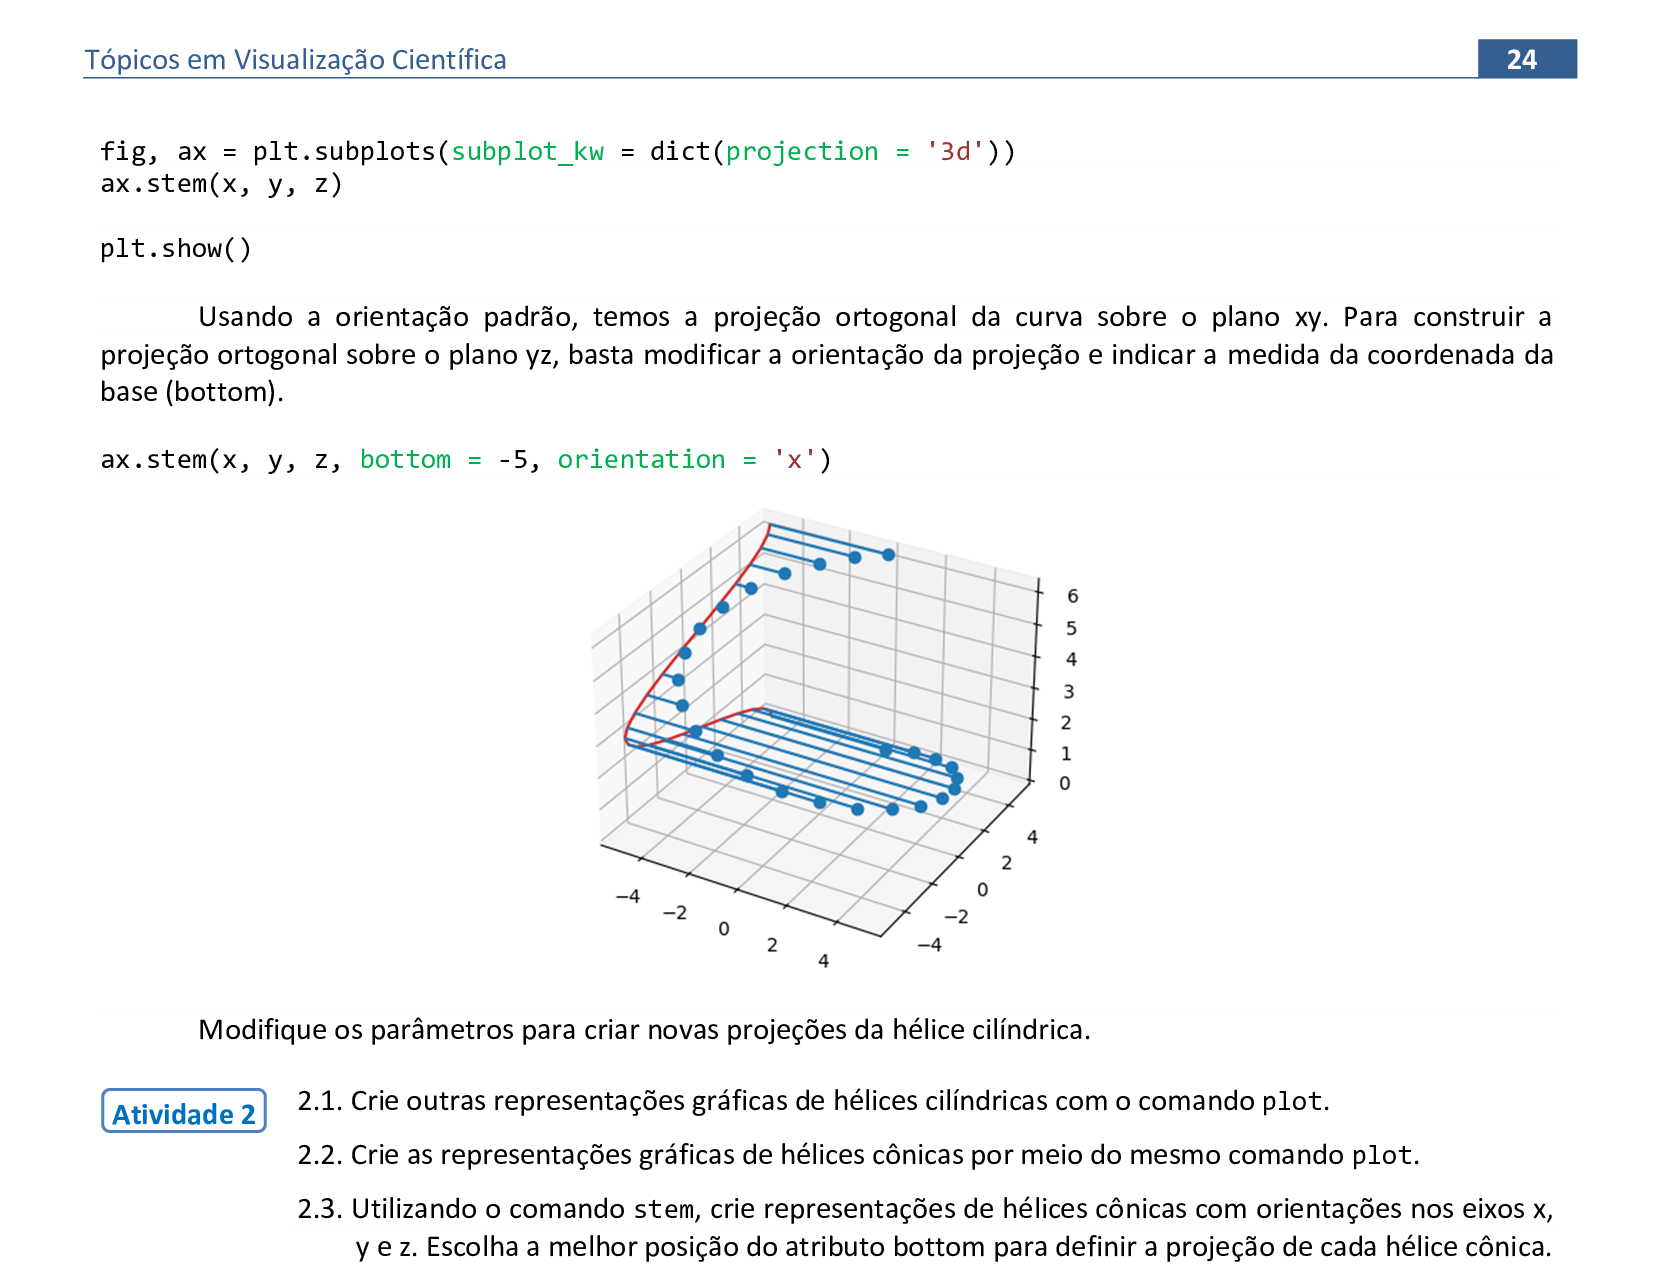 Tópicos em Visualização Científica
24
fig, ax = plt.subplots(subplot_kw = dict(projection = '3d'))
ax.stem(x, y, z)
plt.show()
Usando a orientação padrão, temos a projeção ortogonal da curva sobre o plano xy. Para construir a
projeção ortogonal sobre o plano yz, basta modificar a orientação da projeção e indicar a medida da coordenada da
base (bottom).
ax.stem(x, y, z, bottom = -5, orientation = 'x')
6
5
4
3
2
1
0
4
2
0
−2
−4
−4
−2
0
2
4
Modifique os parâmetros para criar novas projeções da hélice cilíndrica.
Atividade 2
2.1. Crie outras representações gráficas de hélices cilíndricas com o comando plot.
2.2. Crie as representações gráficas de hélices cônicas por meio do mesmo comando plot.
2.3. Utilizando o comando stem, crie representações de hélices cônicas com orientações nos eixos x,
y e z. Escolha a melhor posição do atributo bottom para definir a projeção de cada hélice cônica.